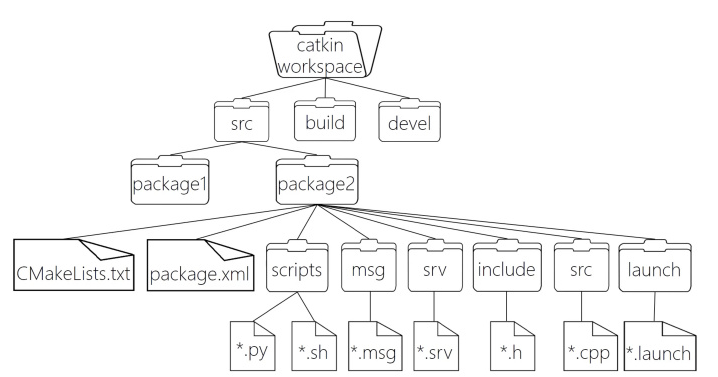 catkin
workspace
src
build
devel
package1
package2
CMakeLists.txt
package.xml
scripts
msg
srv
include
src
launch
*.py
*.sh
*.msg
*.srv
*.h
*.cpp
*.launch